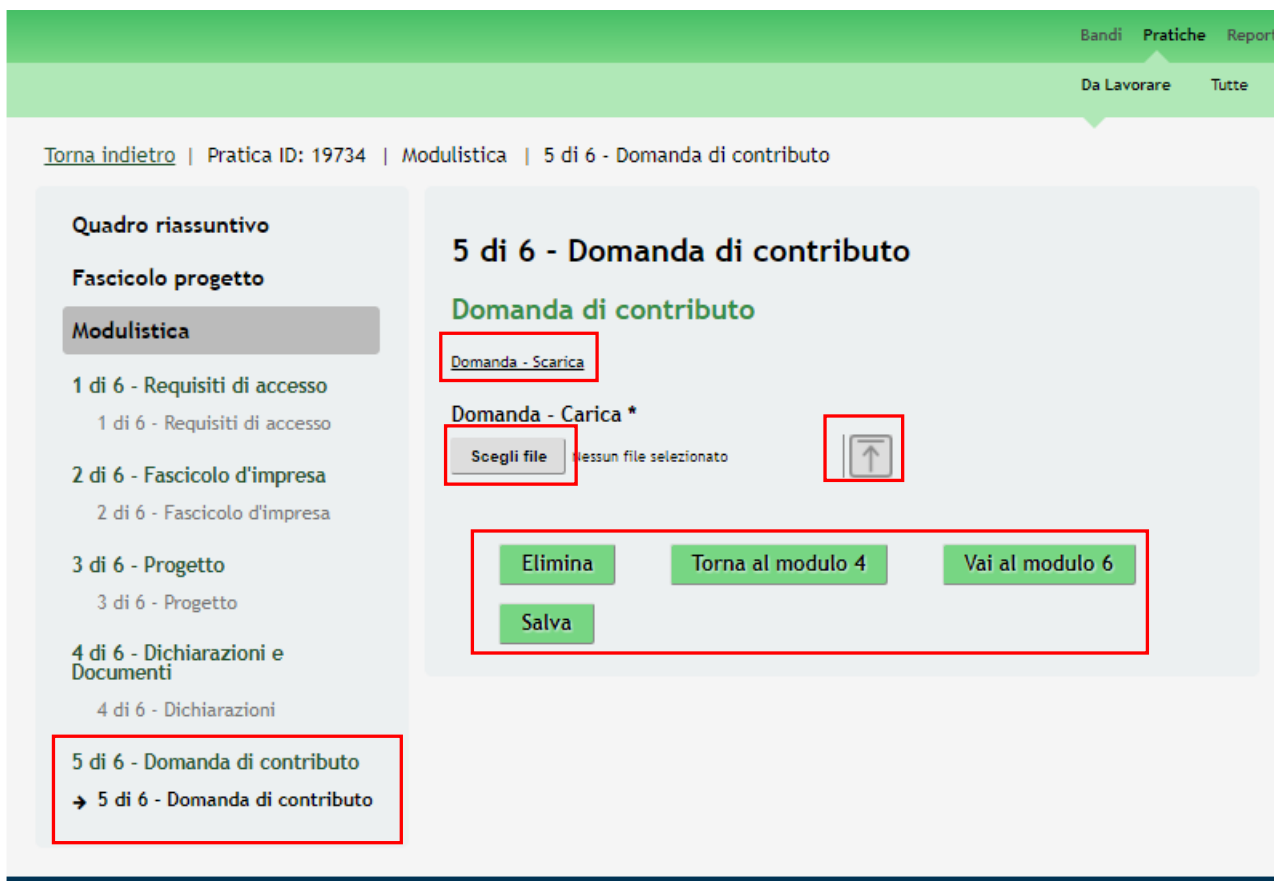 Bandi Pratiche Report
Da Lavorare Tutte
Torna indietro | Pratica ID: 19734 | Modulistica | 5 di 6 - Domanda di contributo
Quadro riassuntivo
Fascicolo progetto
Modulistica
1 di 6 - Requisiti di accesso
1 di 6 - Requisiti di accesso
2 di 6 - Fascicolo d'impresa
2 di 6 - Fascicolo d'impresa
3 di 6 - Progetto
3 di 6 - Progetto
4 di 6 - Dichiarazioni e
Documenti
4 di 6 - Dichiarazioni
5 di 6 - Domanda di contributo
→ 5 di 6 - Domanda di contributo
5 di 6 - Domanda di contributo
Domanda di contributo
Domanda - Scarica
Domanda - Carica *
Scegli file Nessun file selezionato
Elimina Torna al modulo 4 Vai al modulo 6
Salva